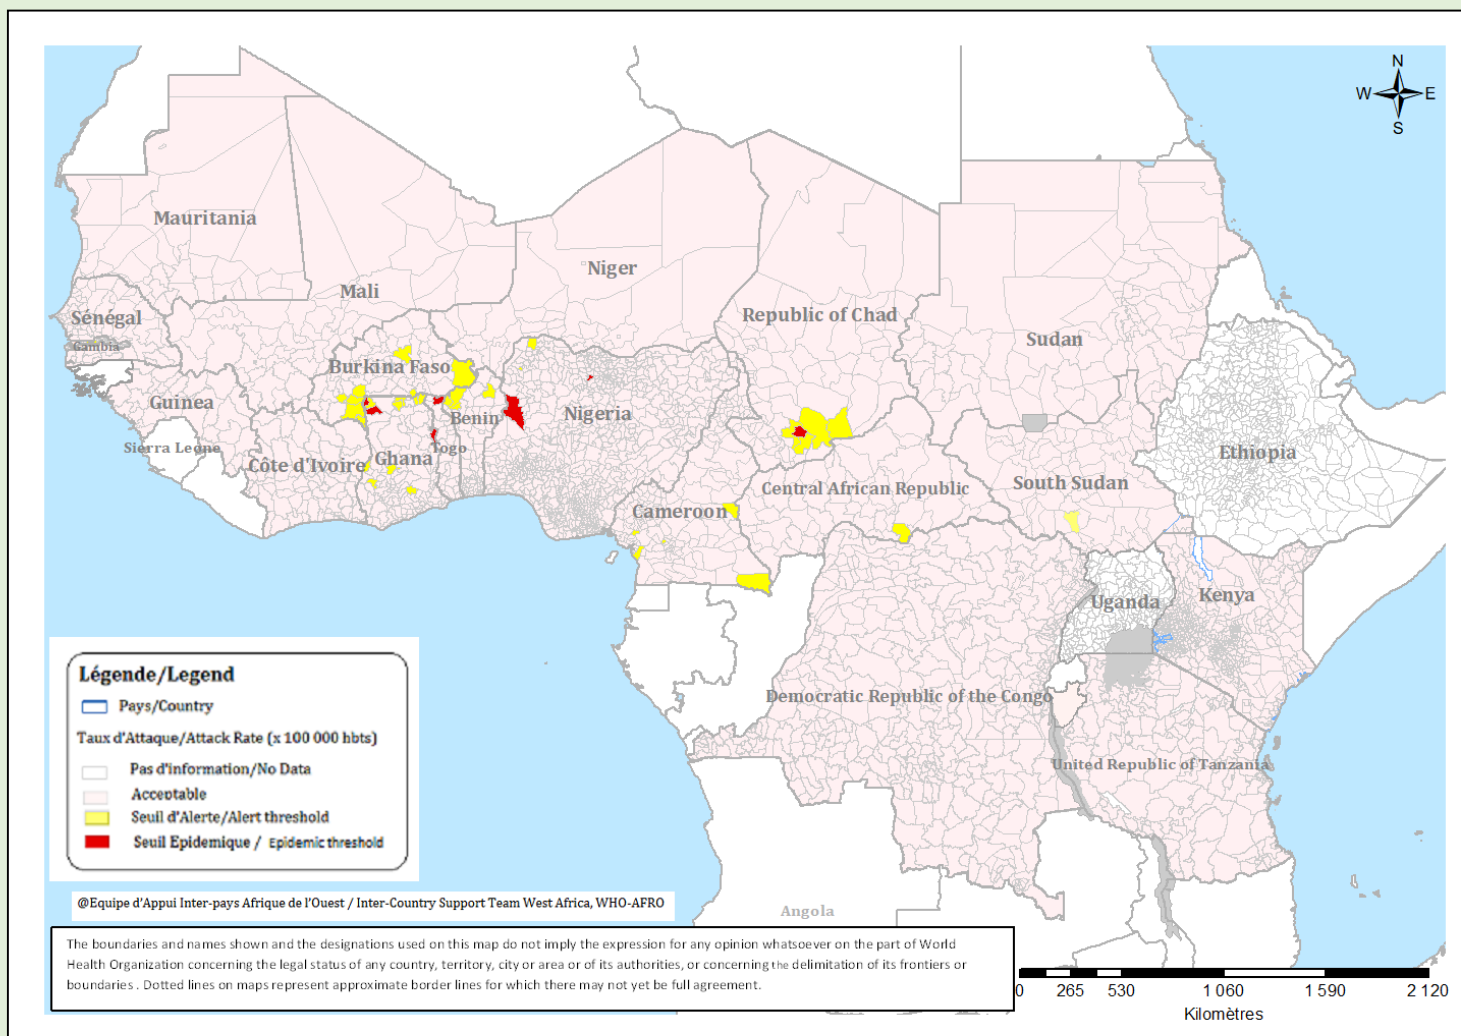 N
W
E
S
Mauritania
Niger
Mali
Republic of Chad
Sénégal
Gambia
Sudan
Burkina Faso
Guinea
Nigeria
Benin
Sierra Leone
Togo
Côte d'Ivoire
Ghana
Ethiopia
Central African Republic
South Sudan
Cameroon
Uganda
Kenya
Democratic Republic of the Congo
United Republic of Tanzania
Angola
Légende/Legend
Pays/Country
Taux d'Attaque/Attack Rate (x 100 000 hbts)
Pas d'information/No Data
Acceptable
Seuil d'Alerte/Alert threshold
Seuil Epidemique / Epidemic threshold
@Equipe d'Appui Inter-pays Afrique de l'Ouest / Inter-Country Support Team West Africa, WHO-AFRO
The boundaries and names shown and the designations used on this map do not imply the expression for any opinion whatsoever on the part of World
Health Organization concerning the legal status of any country, territory, city or area or of its authorities, or concerning the delimitation of its frontiers or
boundaries . Dotted lines on maps represent approximate border lines for which there may not yet be full agreement.
0 265 530 1 060 1 590 2 120
Kilomètres